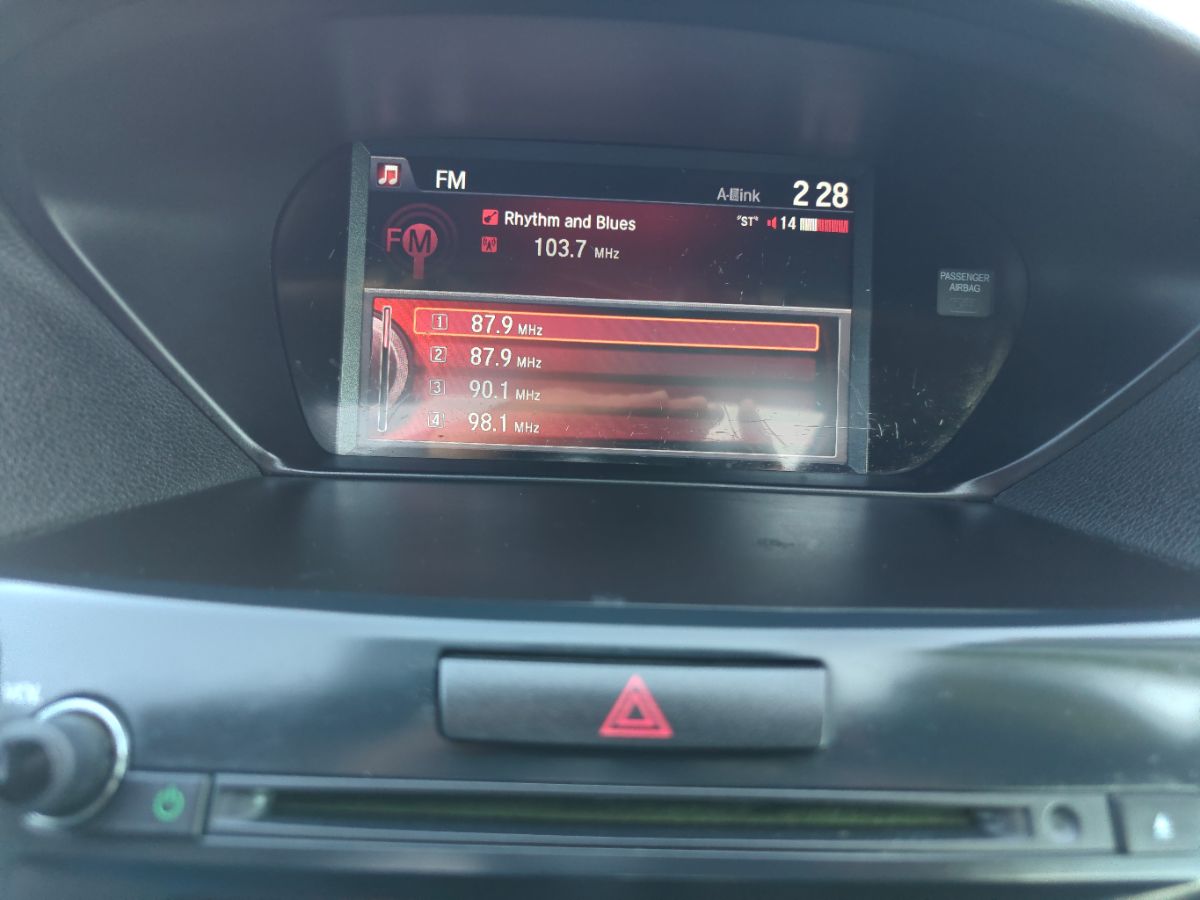 FM
A-Link
2 28
Rhythm and Blues
"ST"
14
FM
103.7 MHz
PASSENGER
AIRBAG
1 87.9 MHz
2 87.9 MHz
3 90.1 MHz
4 98.1 MHz